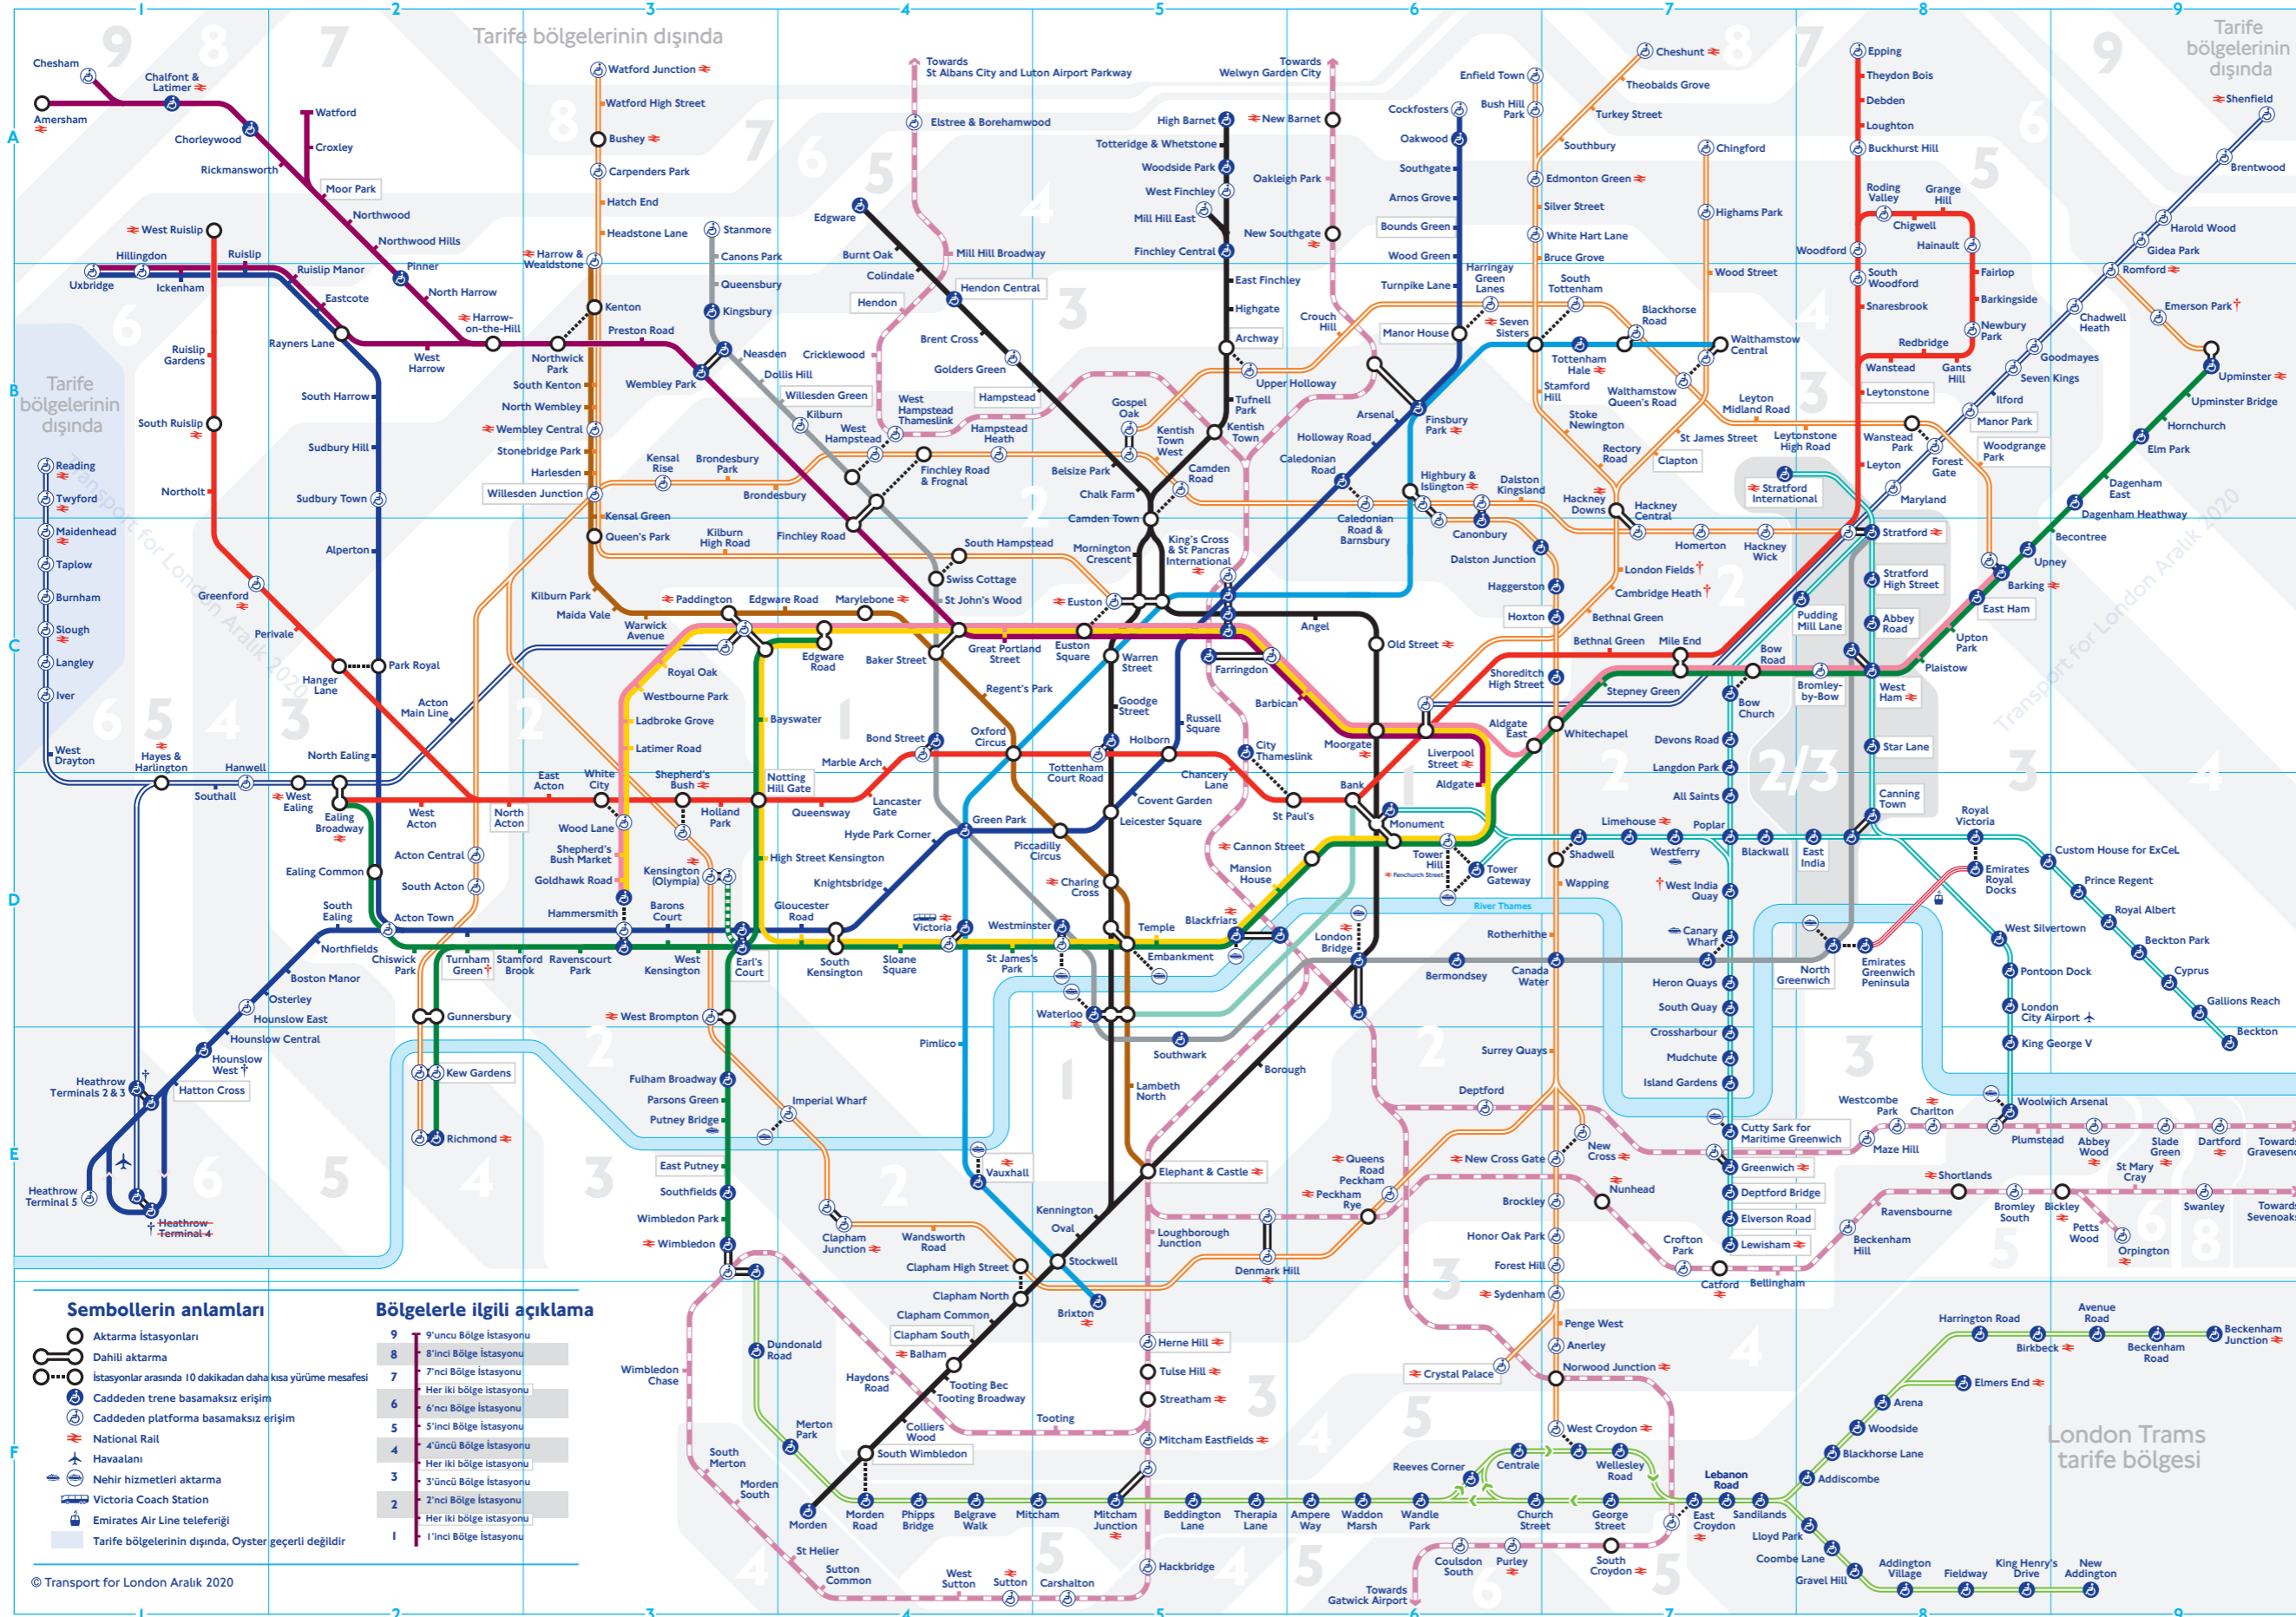 1
2
3
4
5
6
7
8
9
Tarife bölgelerinin dışında
Tarife
bölgelerinin
dışında
A
B
C
D
E
F
Chesham
Chalfont &
Latimer
Amersham
Chorleywood
Rickmansworth
Watford
Croxley
Moor Park
Northwood
Northwood Hills
Pinner
North Harrow
Harrow-
on-the-Hill
West Ruislip
Hillingdon
Ruislip
Uxbridge
Ickenham
Ruislip Manor
Eastcote
Rayners Lane
West
Harrow
Northwick
Park
Preston Road
Ruislip
Gardens
South Ruislip
Northolt
Greenford
Perivale
Hanger
Lane
Park Royal
South Harrow
Sudbury Hill
Sudbury Town
Alperton
North Ealing
Tarife
bölgelerinin
dışında
Reading
Twyford
Maidenhead
Taplow
Burnham
Slough
Langley
Iver
West
Drayton
Hayes &
Harlington
Southall
Hanwell
West
Ealing
Ealing
Broadway
Acton
Main Line
West
Acton
North
Acton
East
Acton
Ealing Common
South
Ealing
Acton Town
Northfields
Boston Manor
Osterley
Hounslow East
Hounslow Central
Hounslow
West †
Hatton Cross
Heathrow
Terminals 2 & 3
†
Heathrow
Terminal 5
† Heathrow
Terminal 4
Watford Junction
Watford High Street
Bushey
Carpenders Park
Hatch End
Headstone Lane
Harrow &
Wealdstone
Kenton
South Kenton
North Wembley
Wembley Central
Stonebridge Park
Harlesden
Willesden Junction
Kensal Green
Queen's Park
Kilburn Park
Maida Vale
Warwick
Avenue
Paddington
Edgware Road
Marylebone
Stanmore
Canons Park
Queensbury
Kingsbury
Wembley Park
Neasden
Dollis Hill
Willesden Green
Kilburn
West
Hampstead
West
Hampstead
Thameslink
Hampstead
Heath
Kensal
Rise
Brondesbury
Park
Brondesbury
Finchley Road
& Frognal
Kilburn
High Road
Finchley Road
South Hampstead
Swiss Cottage
St John's Wood
Towards
St Albans City and Luton Airport Parkway
Elstree & Borehamwood
Mill Hill Broadway
Hendon
Cricklewood
Edgware
Burnt Oak
Colindale
Hendon Central
Brent Cross
Golders Green
Hampstead
Belsize Park
Chalk Farm
Camden Town
Mornington
Crescent
High Barnet
Totteridge & Whetstone
Woodside Park
West Finchley
Mill Hill East
Finchley Central
East Finchley
Highgate
Archway
Upper Holloway
Tufnell
Park
Kentish
Town
Gospel
Oak
Kentish
Town
West
Camden
Road
Crouch
Hill
Towards
Welwyn Garden City
New Barnet
Oakleigh Park
New Southgate
Cockfosters
Oakwood
Southgate
Arnos Grove
Bounds Green
Wood Green
Turnpike Lane
Harringay
Green
Lanes
Manor House
Arsenal
Finsbury
Park
Holloway Road
Caledonian
Road
Caledonian
Road &
Barnsbury
Highbury &
Islington
Canonbury
Dalston
Kingsland
Dalston Junction
Enfield Town
Bush Hill
Park
Cheshunt
Theobalds Grove
Turkey Street
Southbury
Edmonton Green
Silver Street
White Hart Lane
Bruce Grove
South
Tottenham
Seven
Sisters
Tottenham
Hale
Stamford
Hill
Stoke
Newington
Rectory
Road
Clapton
Hackney
Downs
Hackney
Central
Homerton
Hackney
Wick
London Fields †
Cambridge Heath †
Bethnal Green
Chingford
Highams Park
Wood Street
Blackhorse
Road
Walthamstow
Central
Walthamstow
Queen's Road
St James Street
Leyton
Midland Road
Leytonstone
High Road
Wanstead
Park
Woodgrange
Park
Epping
Theydon Bois
Debden
Loughton
Buckhurst Hill
Roding
Valley
Grange
Hill
Chigwell
Woodford
Hainault
South
Woodford
Fairlop
Snaresbrook
Barkingside
Newbury
Park
Redbridge
Wanstead
Gants
Hill
Leytonstone
Leyton
Shenfield
Brentwood
Harold Wood
Gidea Park
Romford
Emerson Park †
Chadwell
Heath
Goodmayes
Seven Kings
Ilford
Manor Park
Forest
Gate
Maryland
Upminster
Upminster Bridge
Hornchurch
Elm Park
Dagenham
East
Dagenham Heathway
Becontree
Upney
Barking
East Ham
Upton
Park
Plaistow
Stratford
International
Stratford
Stratford
High Street
Pudding
Mill Lane
Abbey
Road
West
Ham
Bromley-
by-Bow
Bow
Road
Bow
Church
Mile End
Stepney Green
Bethnal Green
Star Lane
Canning
Town
Devons Road
Langdon Park
All Saints
Poplar
Limehouse
Westferry
Blackwall
East
India
Royal
Victoria
Emirates
Royal
Docks
Custom House for ExCeL
Prince Regent
Royal Albert
Beckton Park
Cyprus
Gallions Reach
Beckton
West Silvertown
Pontoon Dock
London
City Airport
King George V
Woolwich Arsenal
† West India
Quay
Canary
Wharf
Heron Quays
South Quay
Crossharbour
Mudchute
Island Gardens
Cutty Sark for
Maritime Greenwich
Greenwich
Deptford Bridge
Elverson Road
Lewisham
North
Greenwich
Emirates
Greenwich
Peninsula
Haggerston
Hoxton
Shoreditch
High Street
Old Street
Angel
King's Cross
& St Pancras
International
Euston
Euston
Square
Great Portland
Street
Baker Street
Edgware
Road
Royal Oak
Westbourne Park
Ladbroke Grove
Latimer Road
White
City
Wood Lane
Shepherd's
Bush Market
Goldhawk Road
Hammersmith
Shepherd's
Bush
Holland
Park
Notting
Hill Gate
Bayswater
Queensway
Lancaster
Gate
Marble Arch
Bond Street
Oxford
Circus
Regent's Park
Warren
Street
Goodge
Street
Tottenham
Court Road
Russell
Square
Holborn
Chancery
Lane
Covent Garden
Leicester Square
Piccadilly
Circus
Green Park
Hyde Park Corner
Knightsbridge
High Street Kensington
Kensington
(Olympia)
Acton Central
South Acton
Barons
Court
Gloucester
Road
Earl's
Court
South
Kensington
Sloane
Square
Victoria
St James's
Park
Westminster
Charing
Cross
Embankment
Temple
Blackfriars
Mansion
House
Cannon Street
Monument
Bank
St Paul's
City
Thameslink
Farringdon
Barbican
Moorgate
Liverpool
Street
Aldgate
Aldgate
East
Whitechapel
Tower
Hill
Fenchurch Street
Tower
Gateway
Shadwell
Wapping
River Thames
Rotherhithe
Canada
Water
Bermondsey
London
Bridge
Southwark
Waterloo
Lambeth
North
Borough
Elephant & Castle
Kennington
Oval
Stockwell
Brixton
Pimlico
Vauxhall
Chiswick
Park
Turnham
Green †
Stamford
Brook
Ravenscourt
Park
West
Kensington
Gunnersbury
Kew Gardens
Richmond
West Brompton
Fulham Broadway
Parsons Green
Putney Bridge
East Putney
Southfields
Wimbledon Park
Wimbledon
Imperial Wharf
Clapham
Junction
Wandsworth
Road
Clapham High Street
Clapham North
Clapham Common
Clapham South
Balham
Tooting Bec
Tooting Broadway
Colliers
Wood
South Wimbledon
Morden
Haydons
Road
Tooting
Wimbledon
Chase
South
Merton
Morden
South
St Helier
Sutton
Common
West
Sutton
Sutton
Carshalton
Hackbridge
Dundonald
Road
Merton
Park
Morden
Road
Phipps
Bridge
Belgrave
Walk
Mitcham
Mitcham
Junction
Beddington
Lane
Therapia
Lane
Ampere
Way
Waddon
Marsh
Wandle
Park
Reeves Corner
Centrale
West Croydon
Wellesley
Road
Church
Street
George
Street
East
Croydon
Lebanon
Road
Sandilands
Lloyd Park
Coombe Lane
Gravel Hill
Addington
Village
Fieldway
King Henry's
Drive
New
Addington
Addiscombe
Blackhorse Lane
Woodside
Arena
Elmers End
Harrington Road
Birkbeck
Avenue
Road
Beckenham
Road
Beckenham
Junction
London Trams
tarife bölgesi
Herne Hill
Tulse Hill
Streatham
Mitcham Eastfields
Loughborough
Junction
Denmark Hill
Peckham
Rye
Queens
Road
Peckham
Surrey Quays
Deptford
New
Cross
New Cross Gate
Nunhead
Brockley
Honor Oak Park
Forest Hill
Sydenham
Penge West
Anerley
Crystal Palace
Norwood Junction
Crofton
Park
Catford
Bellingham
Beckenham
Hill
Ravensbourne
Shortlands
Bromley
South
Bickley
Petts
Wood
Orpington
St Mary
Cray
Swanley
Towards
Sevenoaks
Maze Hill
Westcombe
Park
Charlton
Plumstead
Abbey
Wood
Slade
Green
Dartford
Towards
Gravesend
Coulsdon
South
Purley
South
Croydon
Towards
Gatwick Airport
Transport for London Aralık 2020
Transport for London Aralık 2020
Sembollerin anlamları
Aktarma İstasyonları
Dahili aktarma
İstasyonlar arasında 10 dakikadan daha kısa yürüme mesafesi
Caddeden trene basamaksız erişim
Caddeden platforma basamaksız erişim
National Rail
Havaalanı
Nehir hizmetleri aktarma
Victoria Coach Station
Emirates Air Line teleferiği
Tarife bölgelerinin dışında, Oyster geçerli değildir
Bölgelerle ilgili açıklama
9 9'uncu Bölge İstasyonu
8 8'inci Bölge İstasyonu
7 7'nci Bölge İstasyonu
Her iki bölge istasyonu
6 6'ncı Bölge İstasyonu
5 5'inci Bölge İstasyonu
4 4'üncü Bölge İstasyonu
Her iki bölge istasyonu
3 3'üncü Bölge İstasyonu
2 2'nci Bölge İstasyonu
Her iki bölge istasyonu
1 1'inci Bölge İstasyonu
© Transport for London Aralık 2020